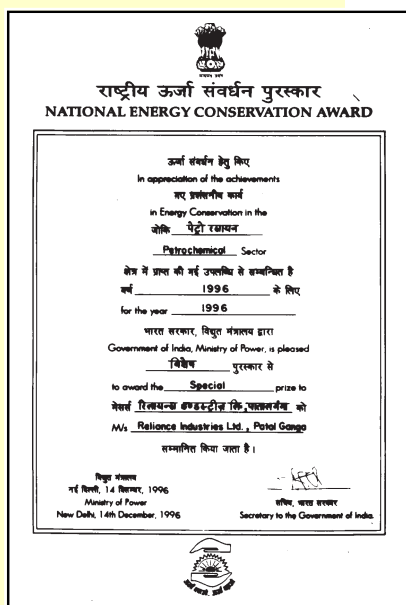 राष्ट्रीय ऊर्जा संवर्धन पुरस्कार
NATIONAL ENERGY CONSERVATION AWARD
ऊर्जा संवर्धन हेतु किए
In appreciation of the achievements
गए प्रशंसनीय कार्य
in Energy Conservation in the
जोकि पेट्रो रसायन
Petrochemical Sector
क्षेत्र में प्राप्त की गई उपलब्धि से सम्बन्धित है
वर्ष 1996 के लिए
for the year 1996
भारत सरकार, विद्युत मंत्रालय द्वारा
Government of India, Ministry of Power, is pleased
विशेष पुरस्कार से
to award the Special prize to
मेसर्स रिलायन्स इण्डस्ट्रीज़ लि.,पातालगंगा को
M/s Reliance Industries Ltd., Patal Ganga
सम्मानित किया जाता है।
विद्युत मंत्रालय
नई दिल्ली, 14 दिसम्बर, 1996
Ministry of Power
New Delhi, 14th December, 1996
सचिव, भारत सरकार
Secretary to the Government of India.